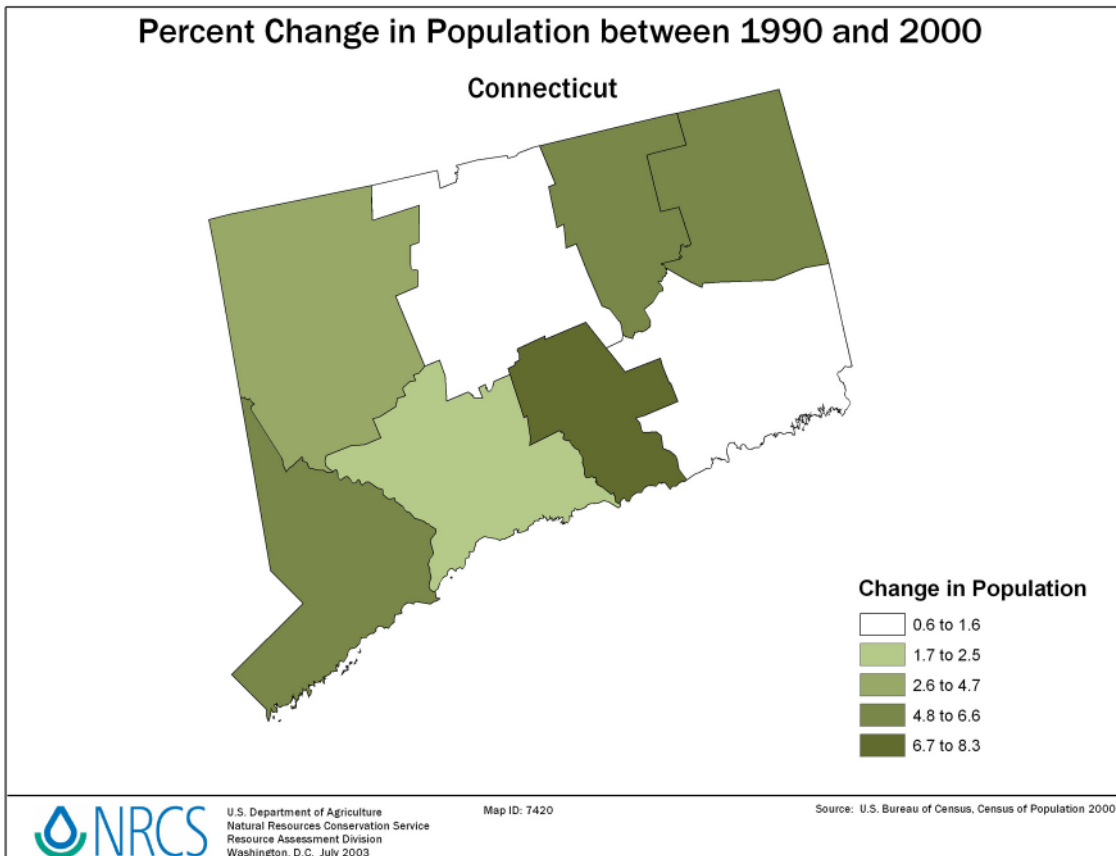 Percent Change in Population between 1990 and 2000
Connecticut
Change in Population
0.6 to 1.6
1.7 to 2.5
2.6 to 4.7
4.8 to 6.6
6.7 to 8.3
NRCS
U.S. Department of Agriculture
Natural Resources Conservation Service
Resource Assessment Division
Washington, D.C. July 2003
Map ID: 7420
Source: U.S. Bureau of Census, Census of Population 2000